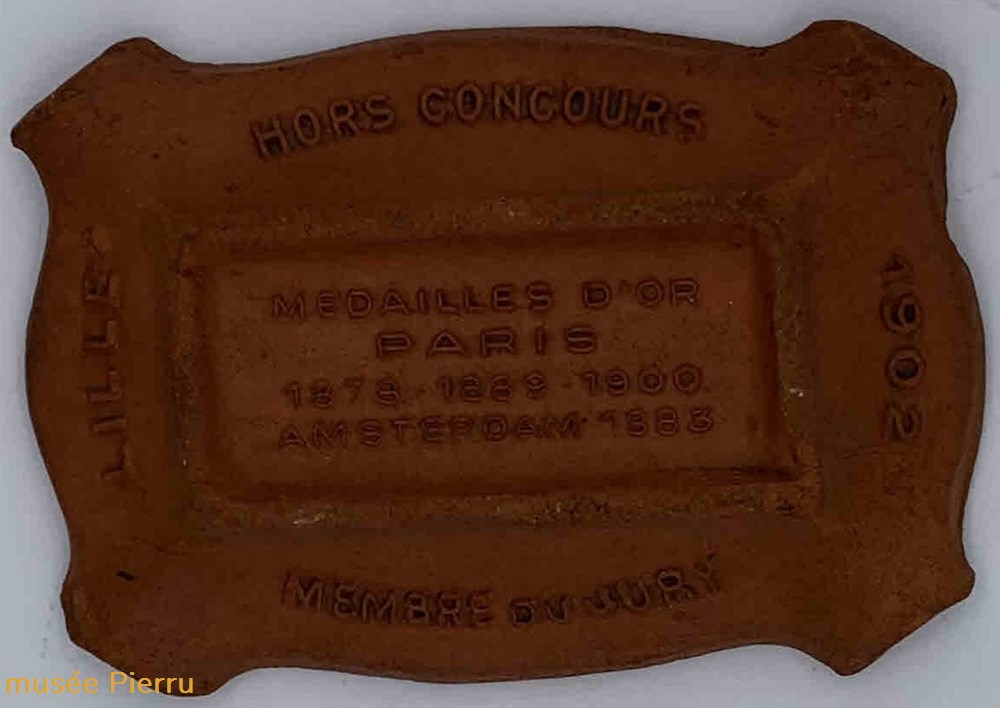 HORS CONCOURS
LILLE
MEDAILLES D'OR
PARIS
1878 - 1889 - 1900
AMSTERDAM 1883
1902
MEMBRE DU JURY
musée Pierru